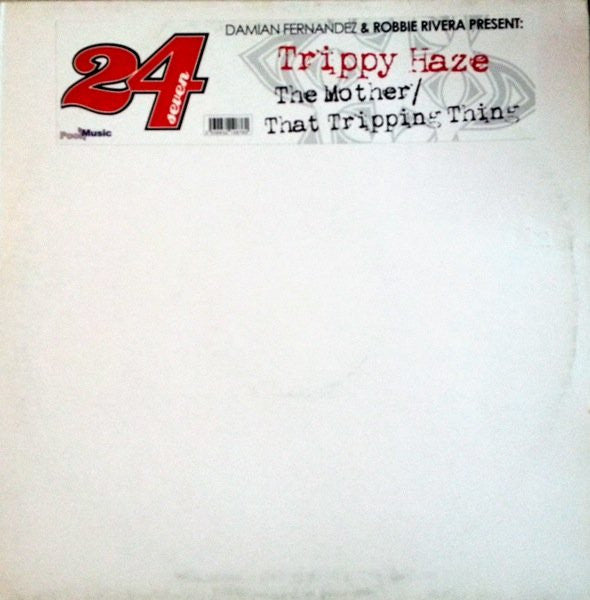 DAMIAN FERNANDEZ & ROBBIE RIVERA PRESENT:
24
seven
Trippy Haze
The Mother/
That Tripping Thing
Music